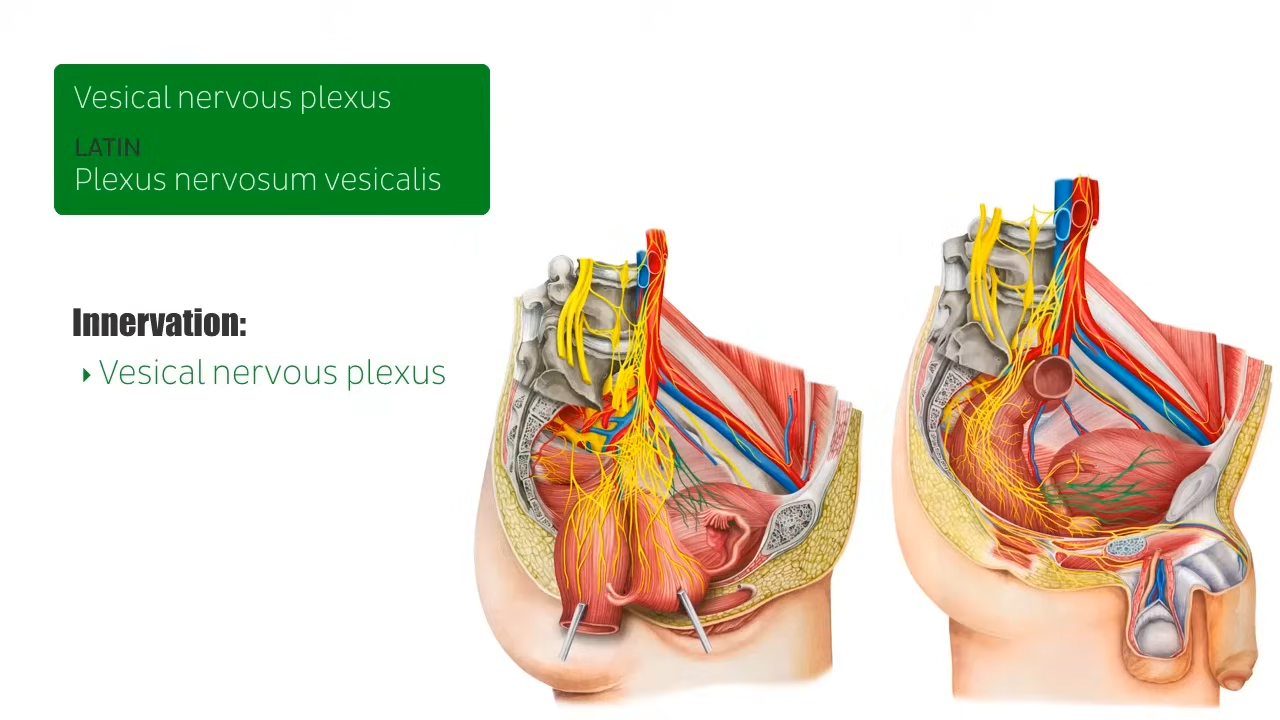 Vesical nervous plexus
LATIN
Plexus nervosum vesicalis
Innervation:
Vesical nervous plexus